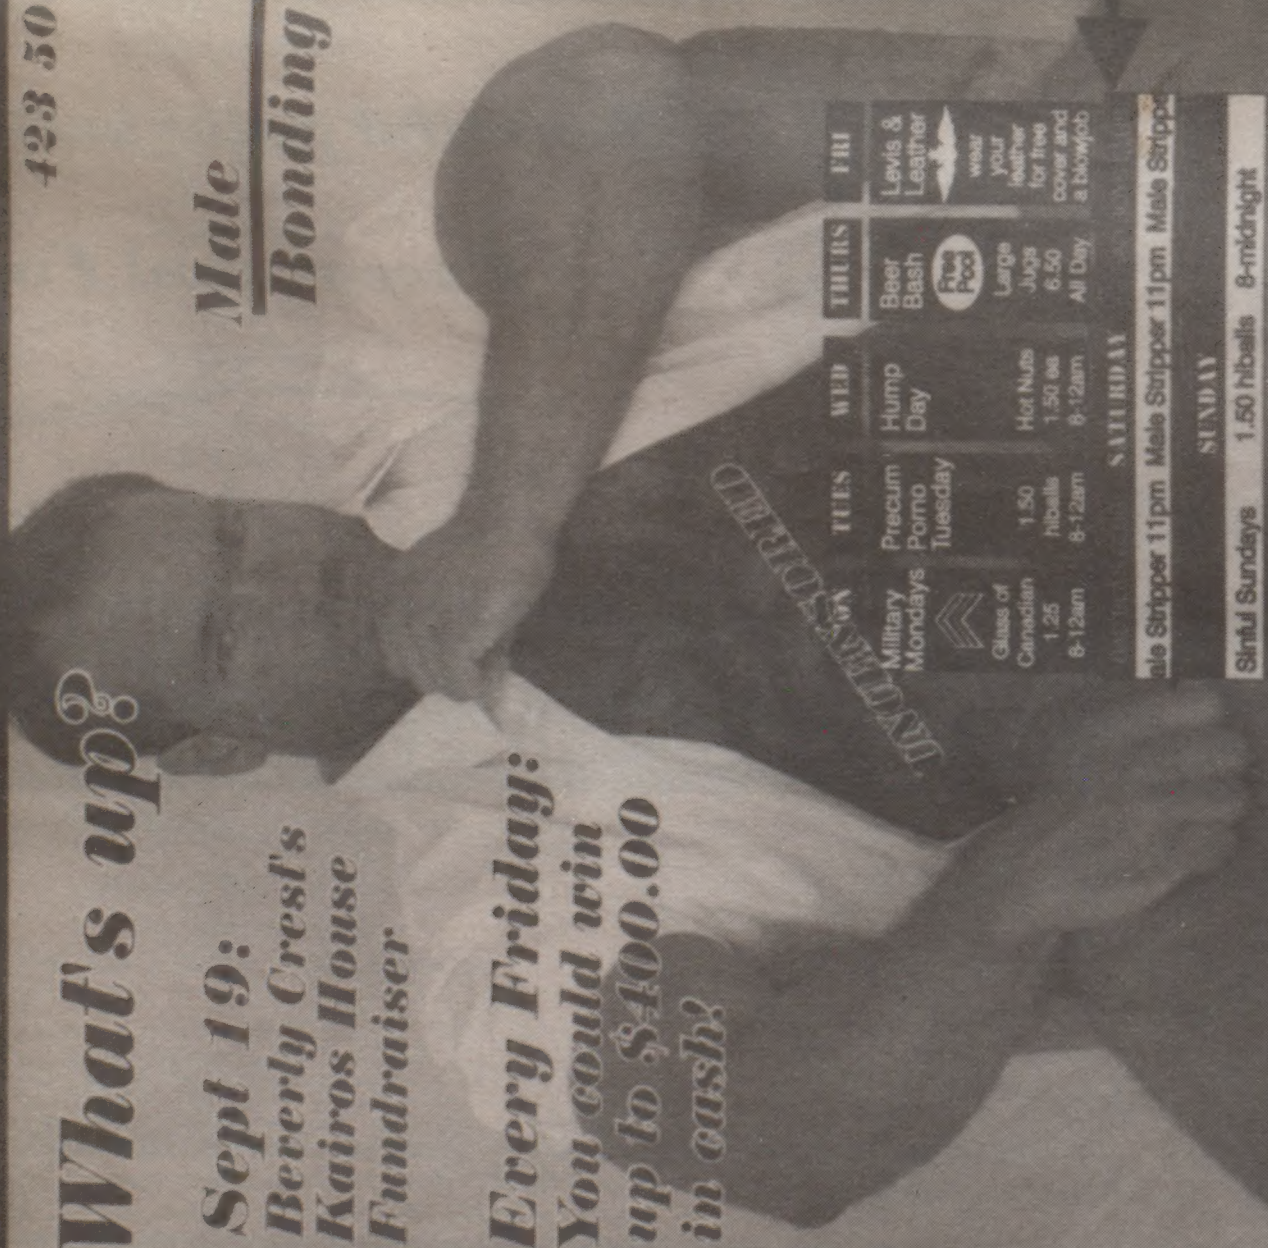 What's up?
Sept 19:
Beverly Crest's
Kairos House
Fundraiser
Every Friday:
You could win
up to $400.00
in cash!
423 50
Male
Bonding
UNCENSORED
ON
Military
Mondays
Glass of
Canadian
1.25
8-12am
TUES
Precum
Porno
Tuesday
1.50
hiballs
8-12am
WED
Hump
Day
Hot Nuts
1.50 ea
8-12am
THURS
Beer
Bash
Free
Pool
Large
Jugs
6.50
All Day
FRI
Levis &
Leather
wear
your
leather
for free
cover and
a blowjob
SATURDAY
ale Stripper 11pm Male Stripper 11pm Male Strippe
SUNDAY
Sinful Sundays 1.50 hiballs 8-midnight